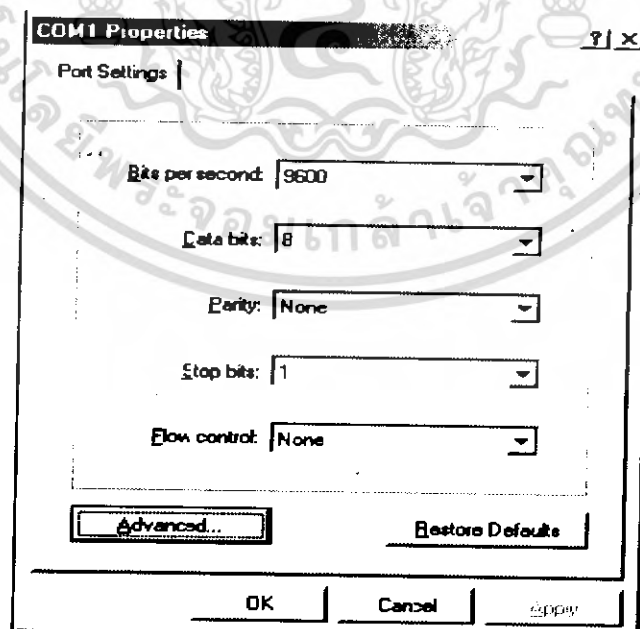 COM1 Properties
Port Settings
Bits per second: 9600
Data bits: 8
Parity: None
Stop bits: 1
Flow control: None
Advanced...
Restore Defaults
OK
Cancel
Apply